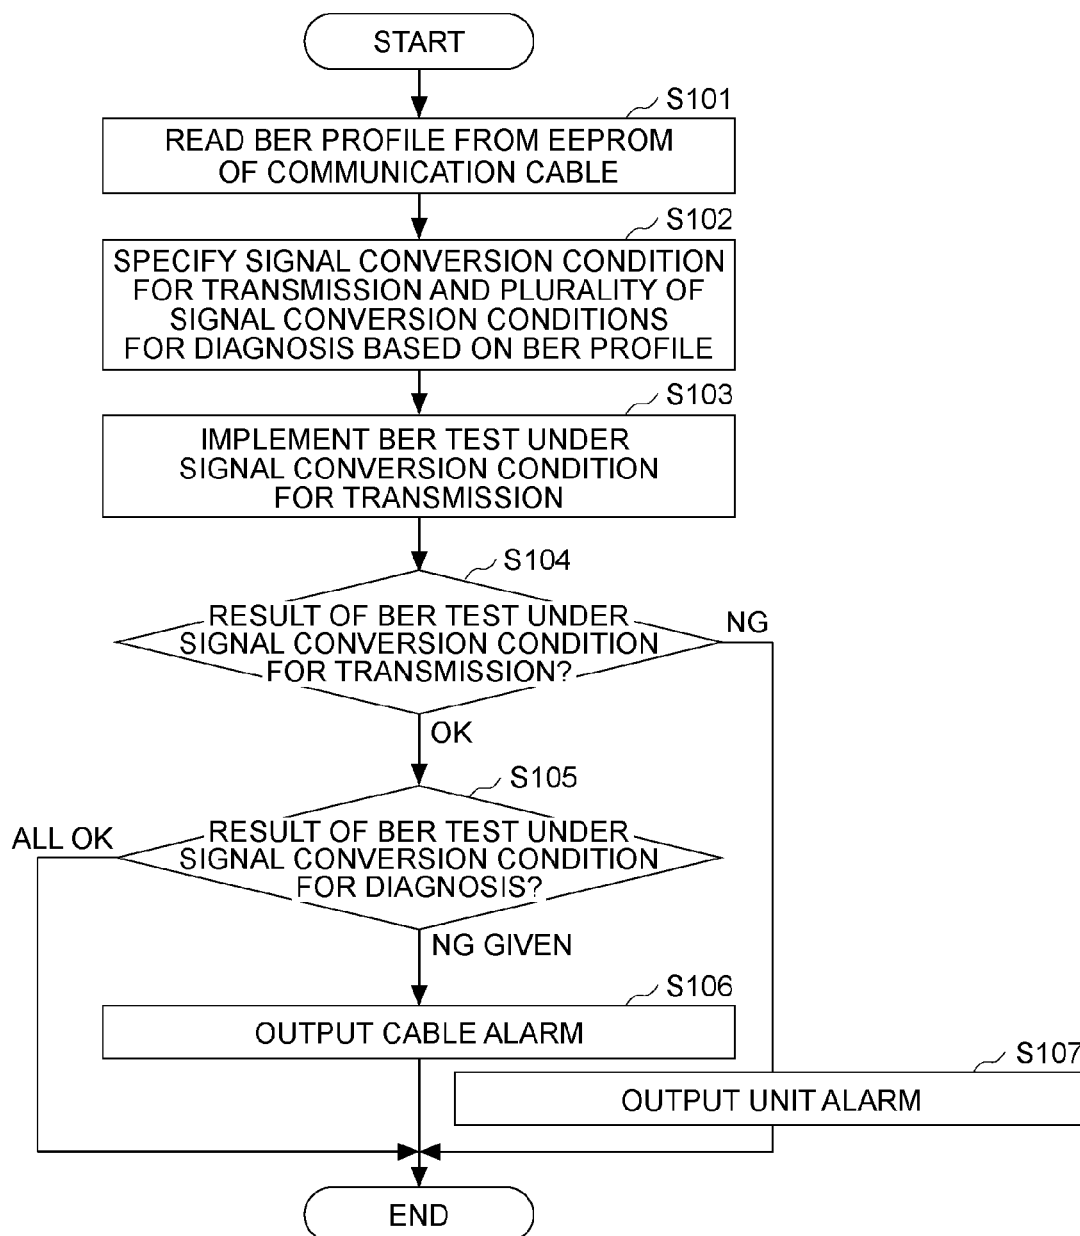 START
S101
READ BER PROFILE FROM EEPROM
OF COMMUNICATION CABLE
S102
SPECIFY SIGNAL CONVERSION CONDITION
FOR TRANSMISSION AND PLURALITY OF
SIGNAL CONVERSION CONDITIONS
FOR DIAGNOSIS BASED ON BER PROFILE
S103
IMPLEMENT BER TEST UNDER
SIGNAL CONVERSION CONDITION
FOR TRANSMISSION
S104
RESULT OF BER TEST UNDER
SIGNAL CONVERSION CONDITION
FOR TRANSMISSION?
NG
OK
S105
ALL OK
RESULT OF BER TEST UNDER
SIGNAL CONVERSION CONDITION
FOR DIAGNOSIS?
NG GIVEN
S106
OUTPUT CABLE ALARM
S107
OUTPUT UNIT ALARM
END